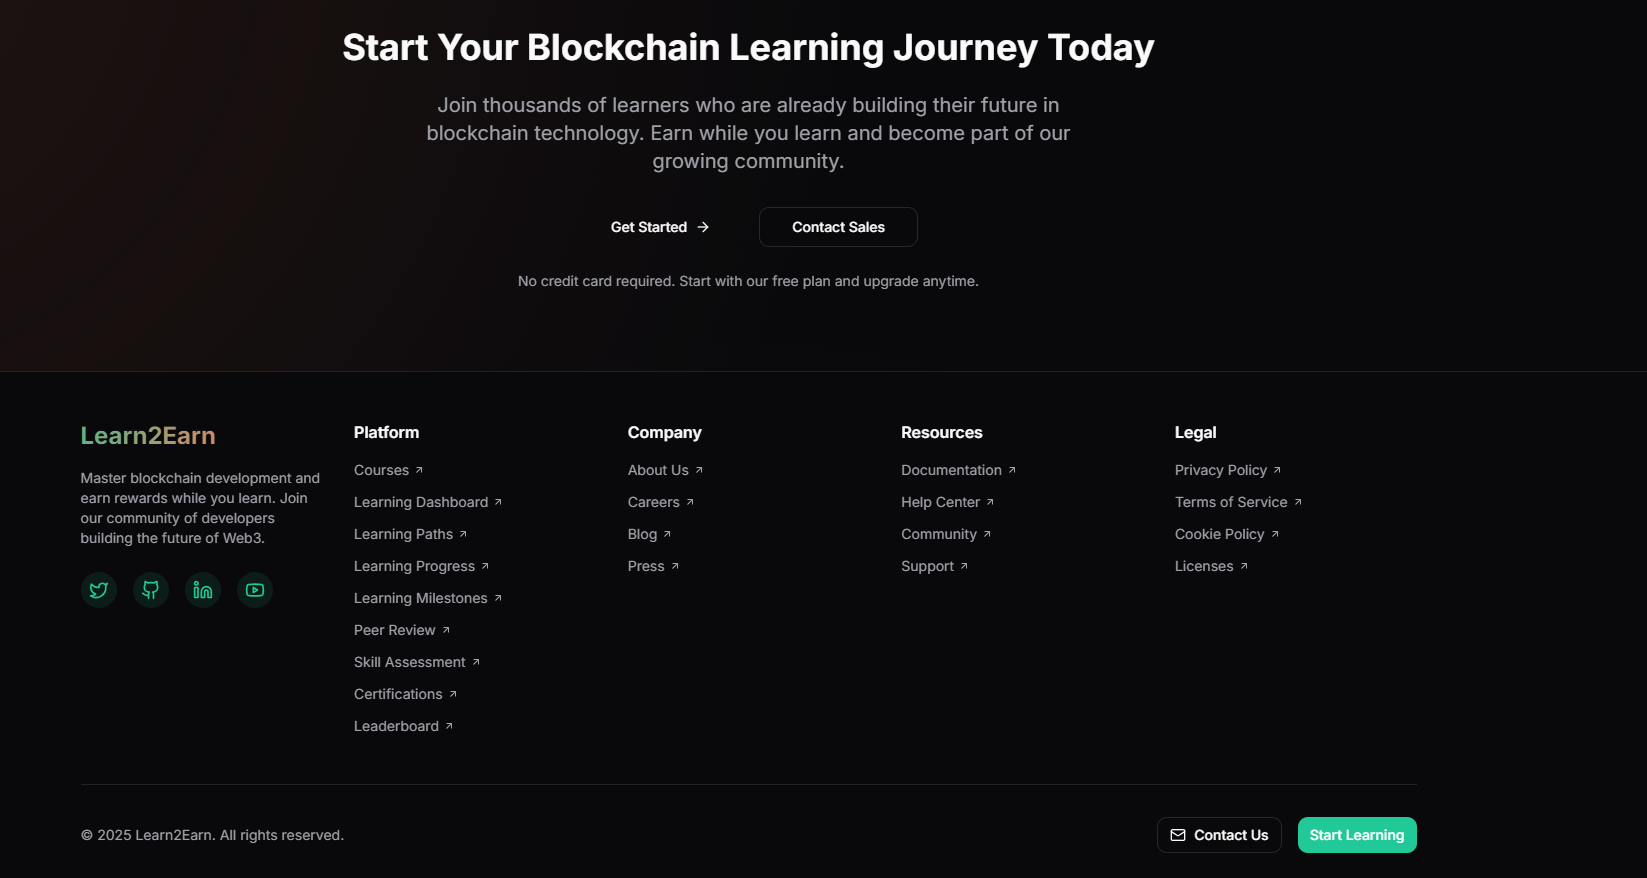 Start Your Blockchain Learning Journey Today
Join thousands of learners who are already building their future in
blockchain technology. Earn while you learn and become part of our
growing community.
Get Started
Contact Sales
No credit card required. Start with our free plan and upgrade anytime.
Learn2Earn
Master blockchain development and
earn rewards while you learn. Join
our community of developers
building the future of Web3.
Platform
Courses
Learning Dashboard
Learning Paths
Learning Progress
Learning Milestones
Peer Review
Skill Assessment
Certifications
Leaderboard
Company
About Us
Careers
Blog
Press
Resources
Documentation
Help Center
Community
Support
Legal
Privacy Policy
Terms of Service
Cookie Policy
Licenses
© 2025 Learn2Earn. All rights reserved.
Contact Us
Start Learning